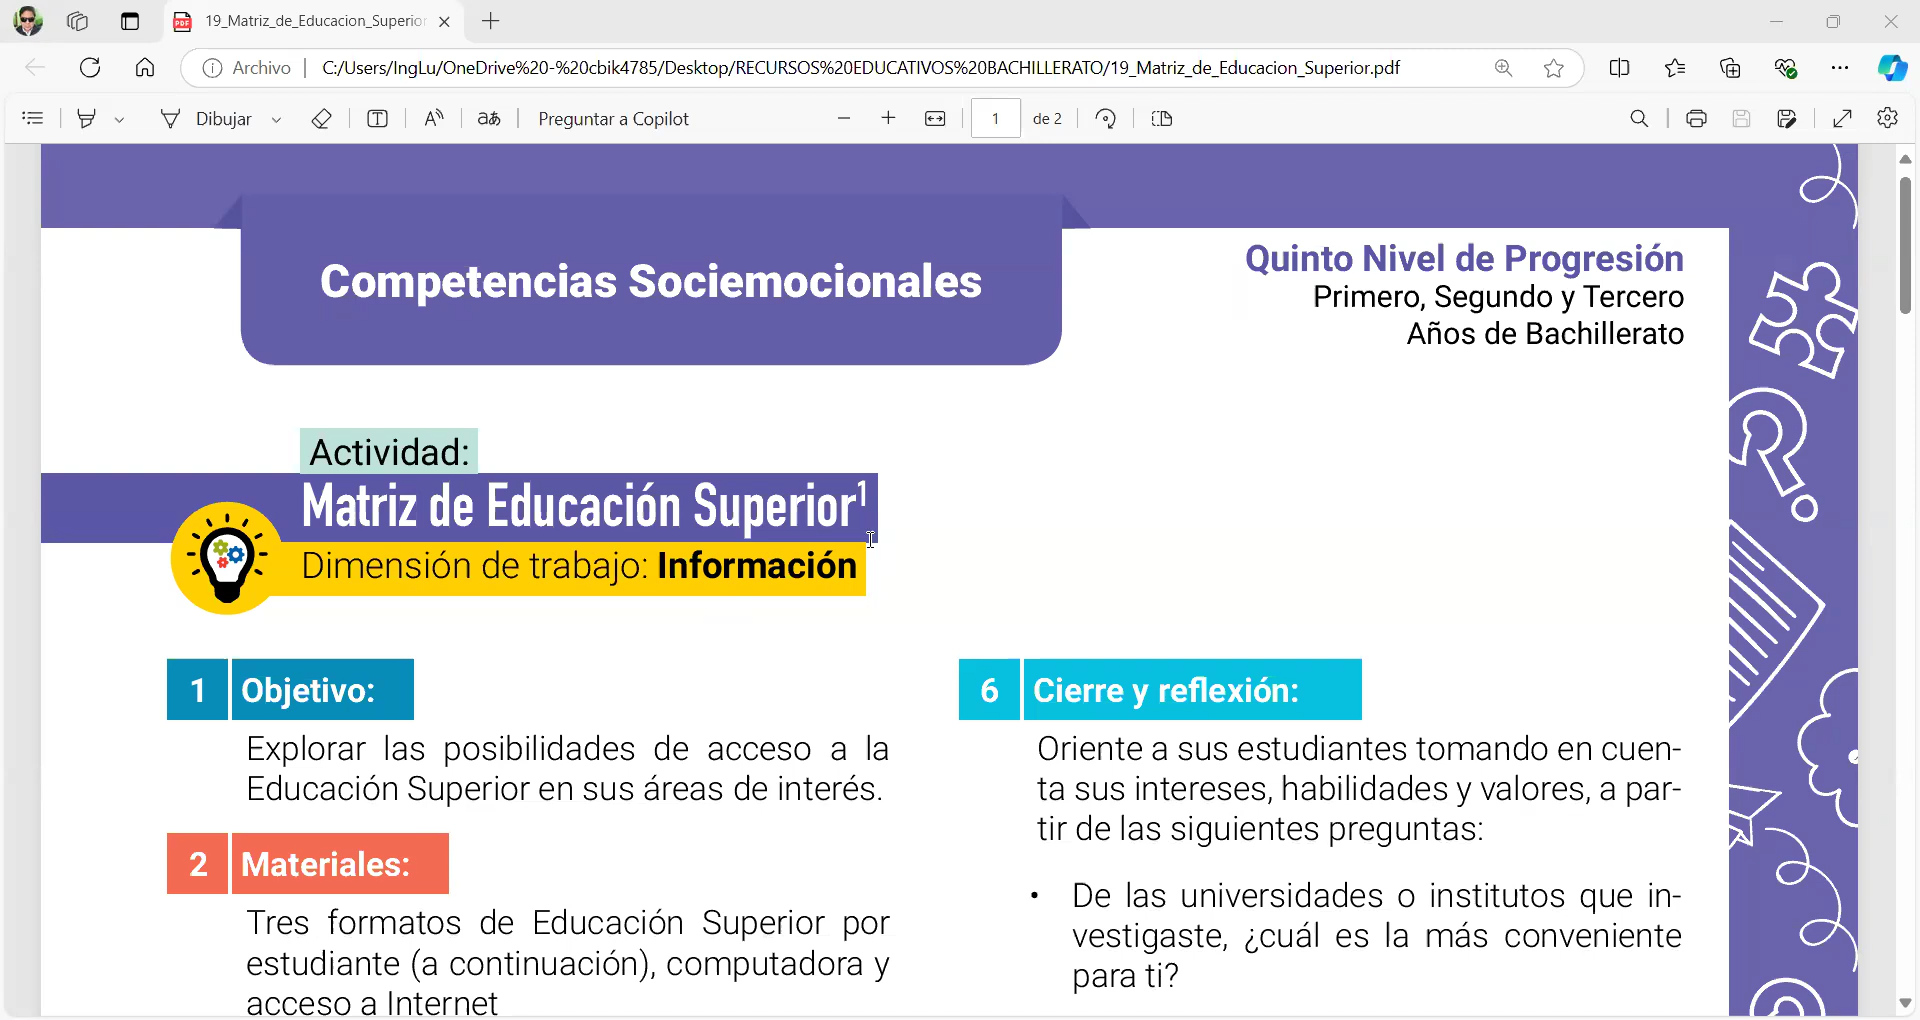 19_Matriz_de_Educacion_Superior
Archivo
C:/Users/IngLu/OneDrive%20-%20cbik4785/Desktop/RECURSOS%20EDUCATIVOS%20BACHILLERATO/19_Matriz_de_Educacion_Superior.pdf
Dibujar
Preguntar a Copilot
1
de 2
Competencias Sociemocionales
Quinto Nivel de Progresión
Primero, Segundo y Tercero
Años de Bachillerato
Actividad:
Matriz de Educación Superior¹
Dimensión de trabajo: Información
1 Objetivo:
Explorar las posibilidades de acceso a la
Educación Superior en sus áreas de interés.
2 Materiales:
Tres formatos de Educación Superior por
estudiante (a continuación), computadora y
acceso a Internet
6 Cierre y reflexión:
Oriente a sus estudiantes tomando en cuen-
ta sus intereses, habilidades y valores, a par-
tir de las siguientes preguntas:
• De las universidades o institutos que in-
vestigaste, ¿cuál es la más conveniente
para ti?